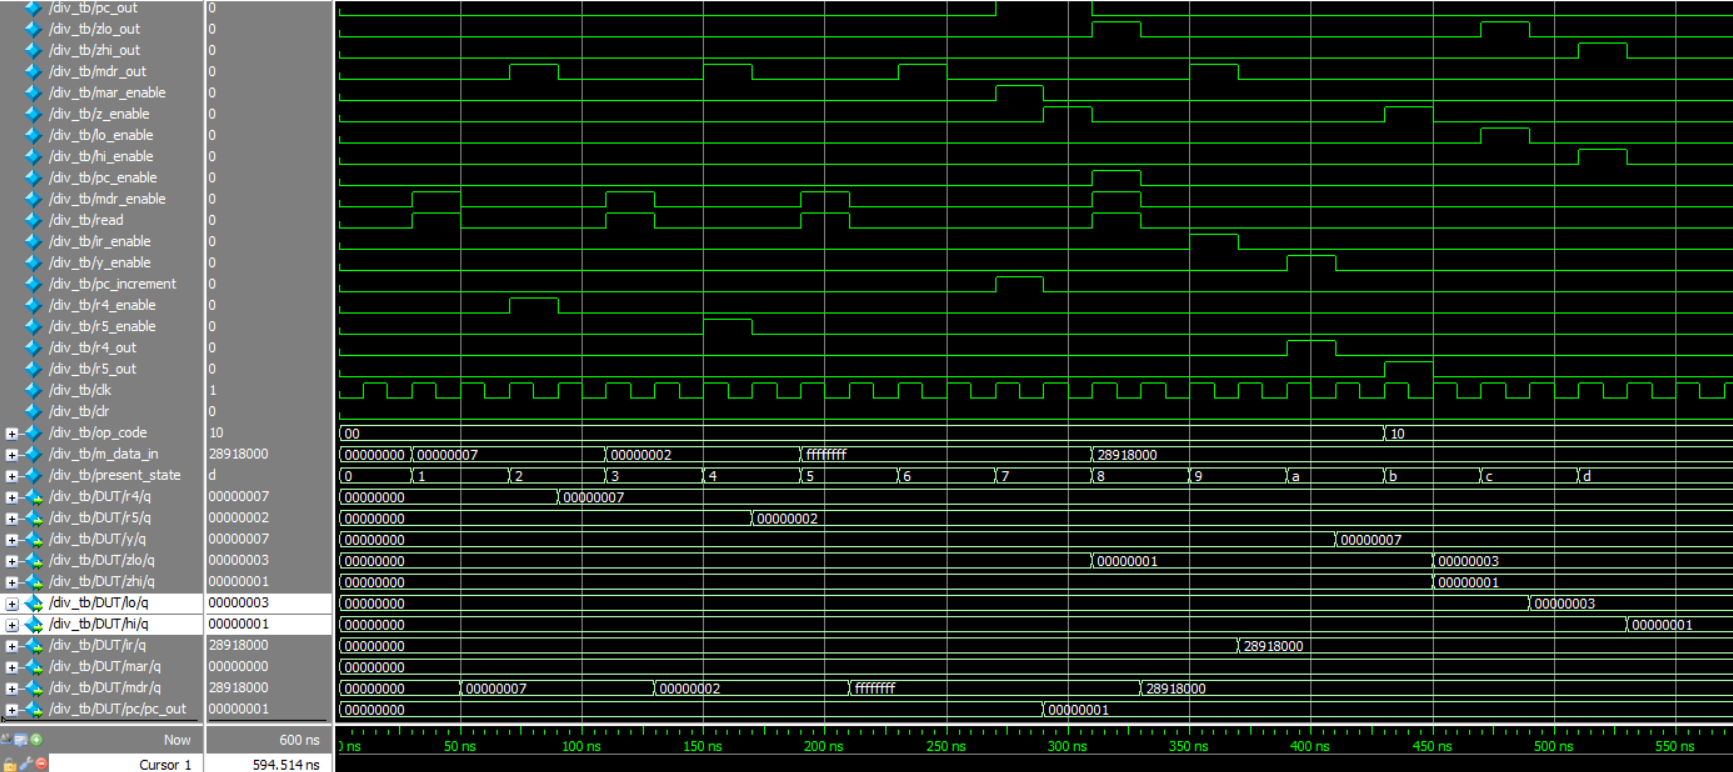 /div_tb/pc_out 0
/div_tb/zlo_out 0
/div_tb/zhi_out 0
/div_tb/mdr_out 0
/div_tb/mar_enable 0
/div_tb/z_enable 0
/div_tb/lo_enable 0
/div_tb/hi_enable 0
/div_tb/pc_enable 0
/div_tb/mdr_enable 0
/div_tb/read 0
/div_tb/ir_enable 0
/div_tb/y_enable 0
/div_tb/pc_increment 0
/div_tb/r4_enable 0
/div_tb/r5_enable 0
/div_tb/r4_out 0
/div_tb/r5_out 0
/div_tb/clk 1
/div_tb/clr 0
/div_tb/op_code 10 00 10
/div_tb/m_data_in 28918000 00000000 00000007 00000002 ffffffff 28918000
/div_tb/present_state d 0 1 2 3 4 5 6 7 8 9 a b c d
/div_tb/DUT/r4/q 00000007 00000000 00000007
/div_tb/DUT/r5/q 00000002 00000000 00000002
/div_tb/DUT/y/q 00000007 00000000 00000007
/div_tb/DUT/zlo/q 00000003 00000000 00000001 00000003
/div_tb/DUT/zhi/q 00000001 00000000 00000001
/div_tb/DUT/lo/q 00000003 00000000 00000003
/div_tb/DUT/hi/q 00000001 00000000 00000001
/div_tb/DUT/ir/q 28918000 00000000 28918000
/div_tb/DUT/mar/q 00000000 00000000
/div_tb/DUT/mdr/q 28918000 00000000 00000007 00000002 ffffffff 28918000
/div_tb/DUT/pc/pc_out 00000001 00000000 00000001
Now 600 ns ns 50 ns 100 ns 150 ns 200 ns 250 ns 300 ns 350 ns 400 ns 450 ns 500 ns 550 ns
Cursor 1 594.514 ns